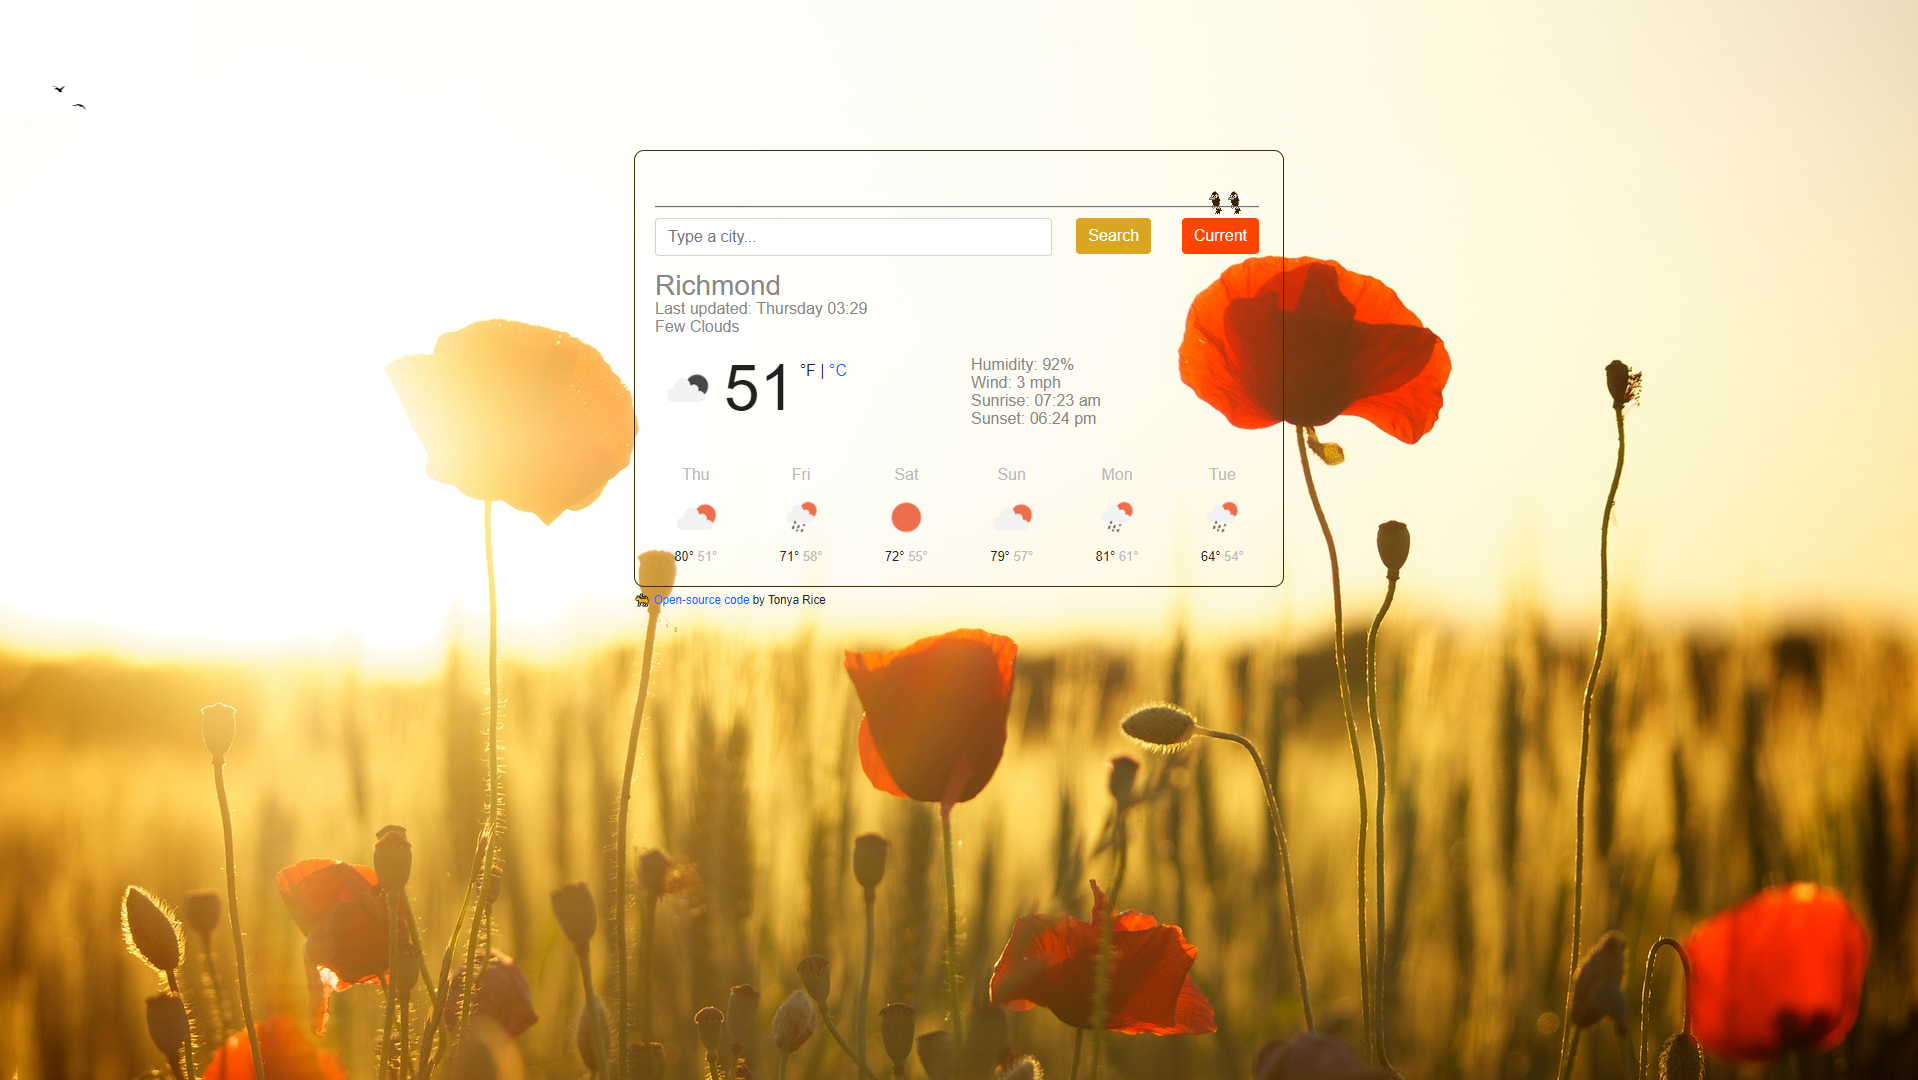 Type a city...
Search
Current
Richmond
Last updated: Thursday 03:29
Few Clouds
51 °F | °C
Humidity: 92%
Wind: 3 mph
Sunrise: 07:23 am
Sunset: 06:24 pm
Thu Fri Sat Sun Mon Tue
80° 51° 71° 58° 72° 55° 79° 57° 81° 61° 64° 54°
Open-source code by Tonya Rice